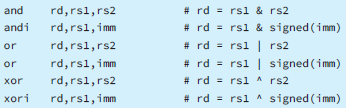 and rd,rs1,rs2 # rd = rs1 & rs2
andi rd,rs1,imm # rd = rs1 & signed(imm)
or rd,rs1,rs2 # rd = rs1 | rs2
or rd,rs1,imm # rd = rs1 | signed(imm)
xor rd,rs1,rs2 # rd = rs1 ^ rs2
xori rd,rs1,imm # rd = rs1 ^ signed(imm)